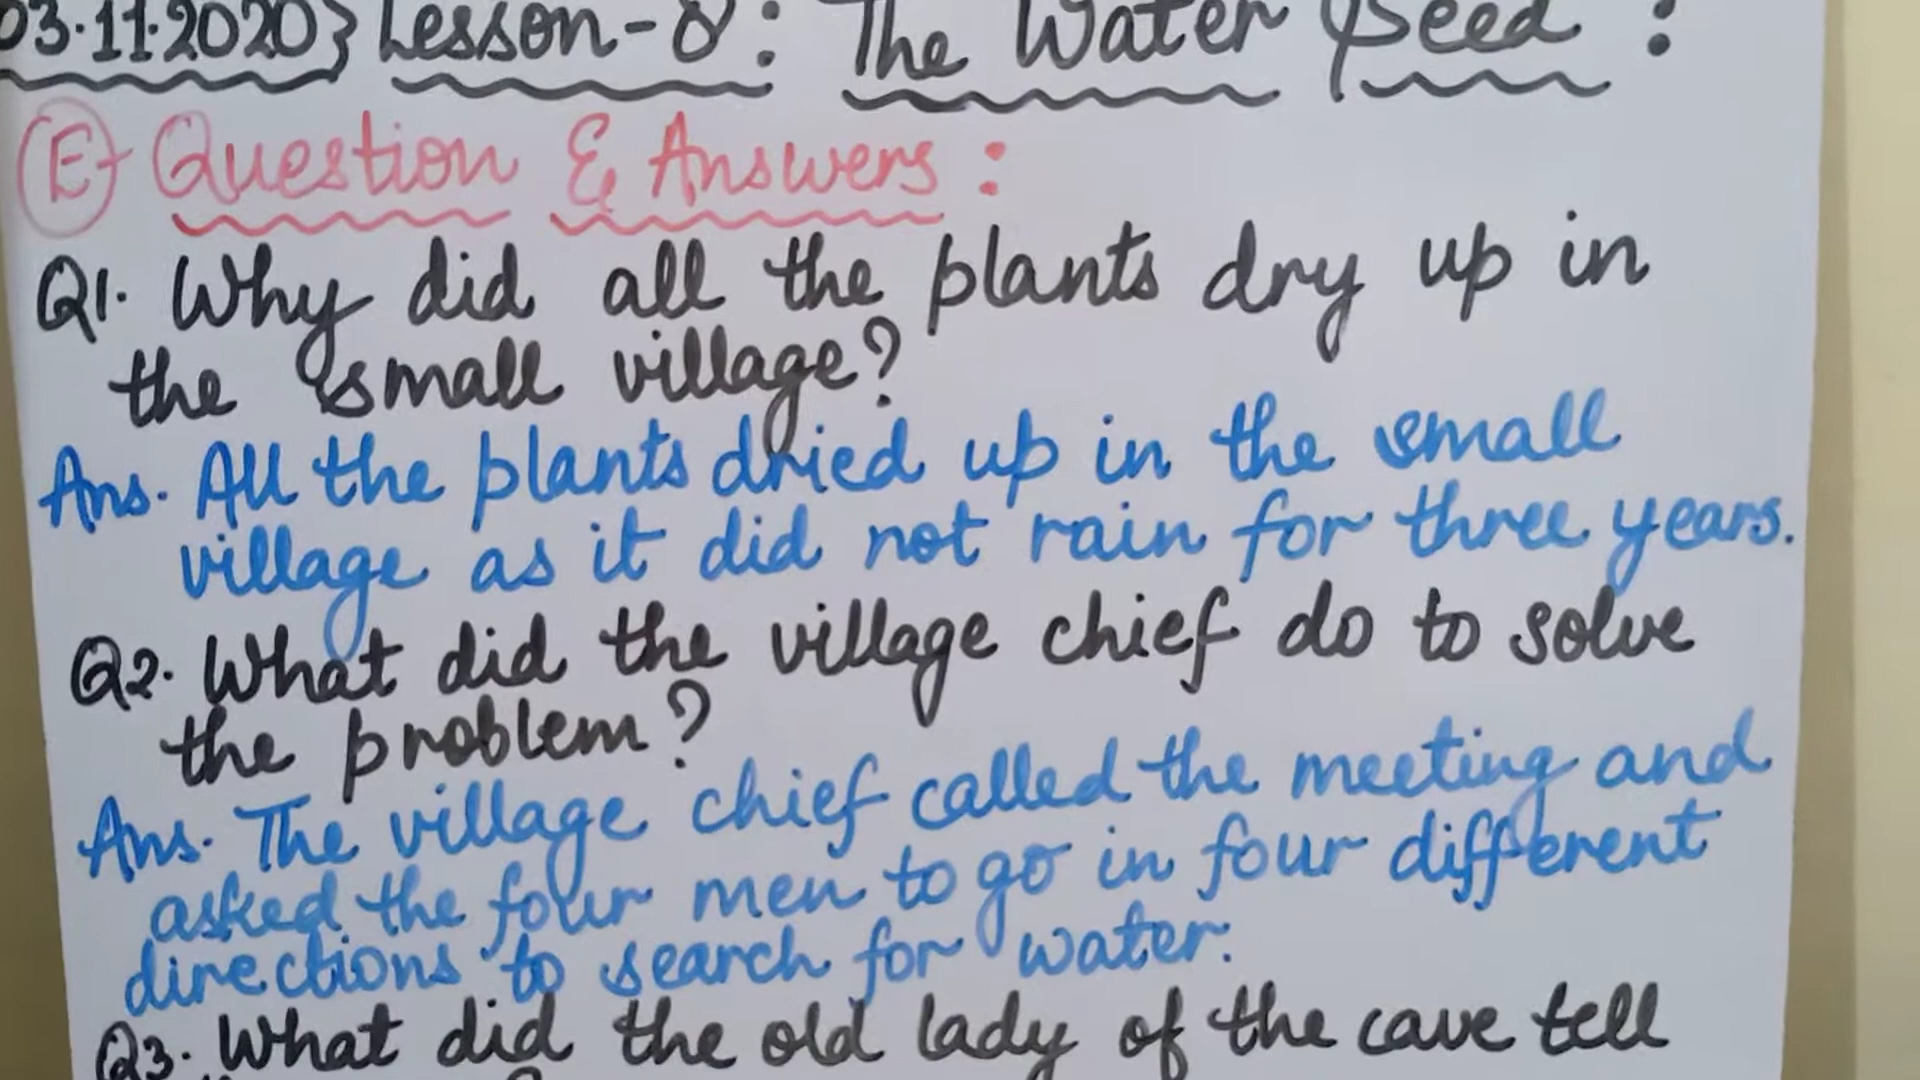 03.11.2020} Lesson-8: The Water Seed:
(E) Question & Answers:
Q1. Why did all the plants dry up in
the small village?
Ans. All the plants dried up in the small
village as it did not rain for three years.
Q2. What did the village chief do to solve
the problem?
Ans. The village chief called the meeting and
asked the four men to go in four different
directions to search for water.
Q3. What did the old lady of the cave tell